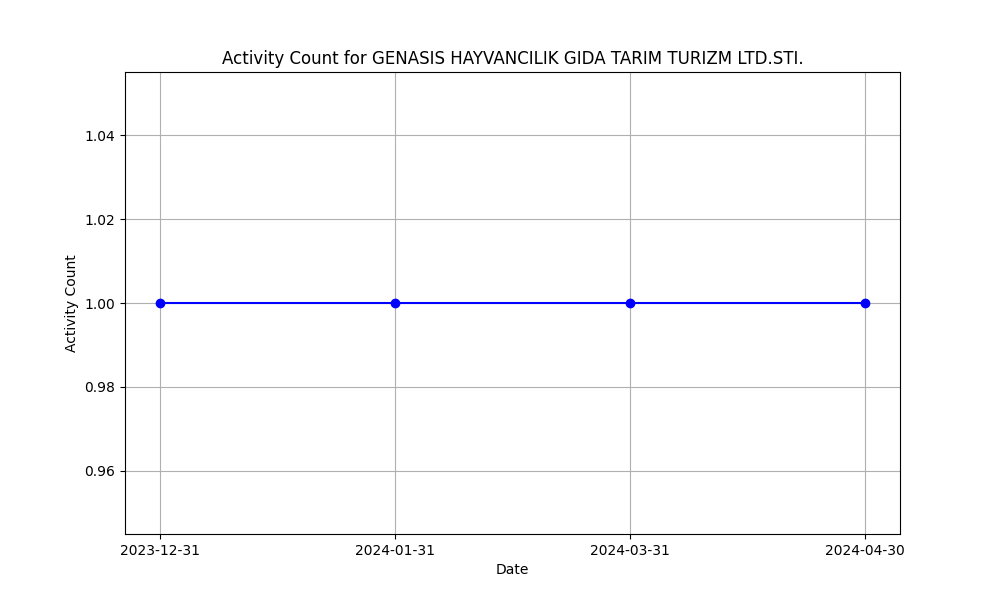 Activity Count for GENASIS HAYVANCILIK GIDA TARIM TURIZM LTD.STI.
1.04
1.02
1.00
0.98
0.96
Activity Count
2023-12-31 2024-01-31 2024-03-31 2024-04-30
Date